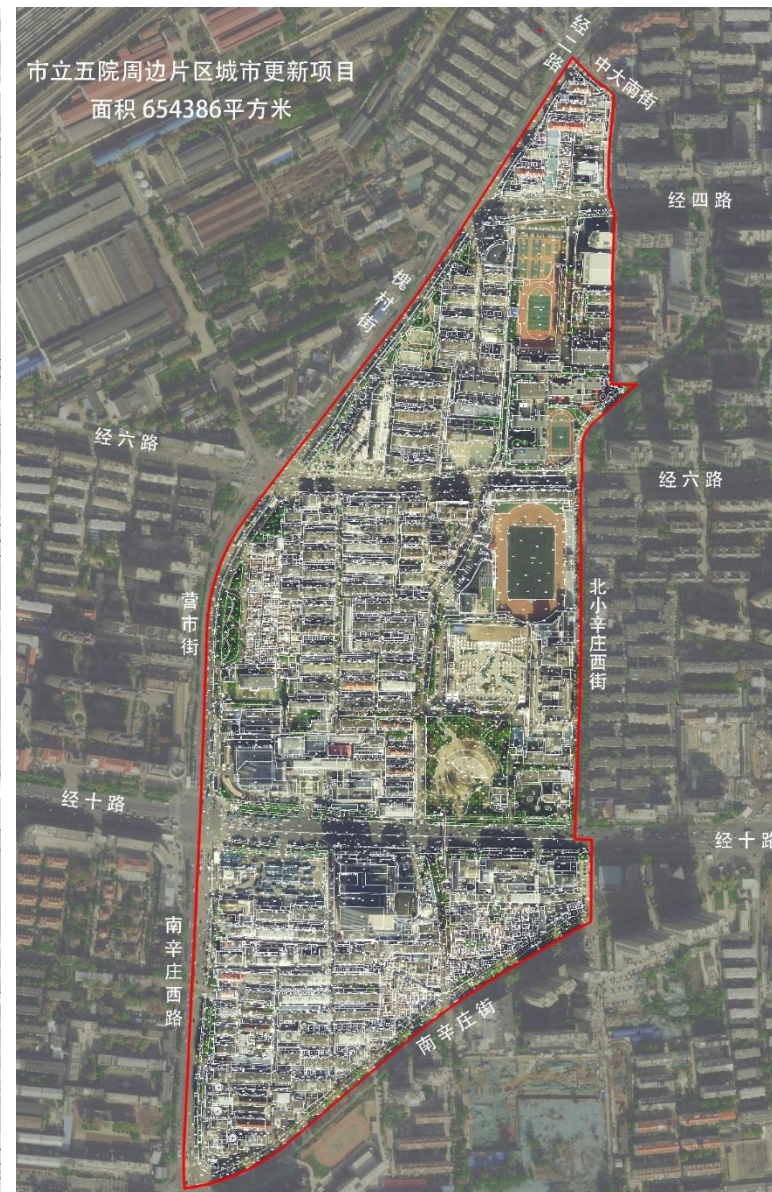 市立五院周边片区城市更新项目
面积 654386平方米
经二路
中大南街
经四路
槐村街
经六路
经六路
营市街
北小辛庄西街
经十路
经十路
南辛庄西路
南辛庄街